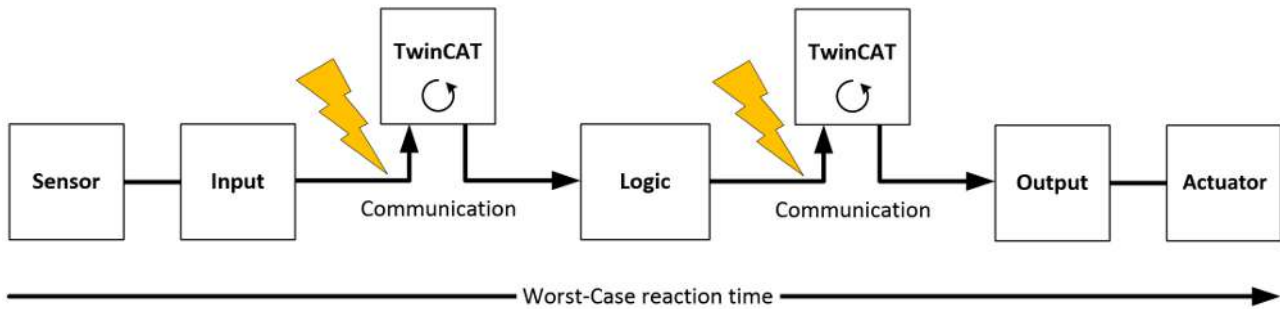 TwinCAT
TwinCAT
Sensor
Input
Logic
Output
Actuator
Communication
Communication
Worst-Case reaction time